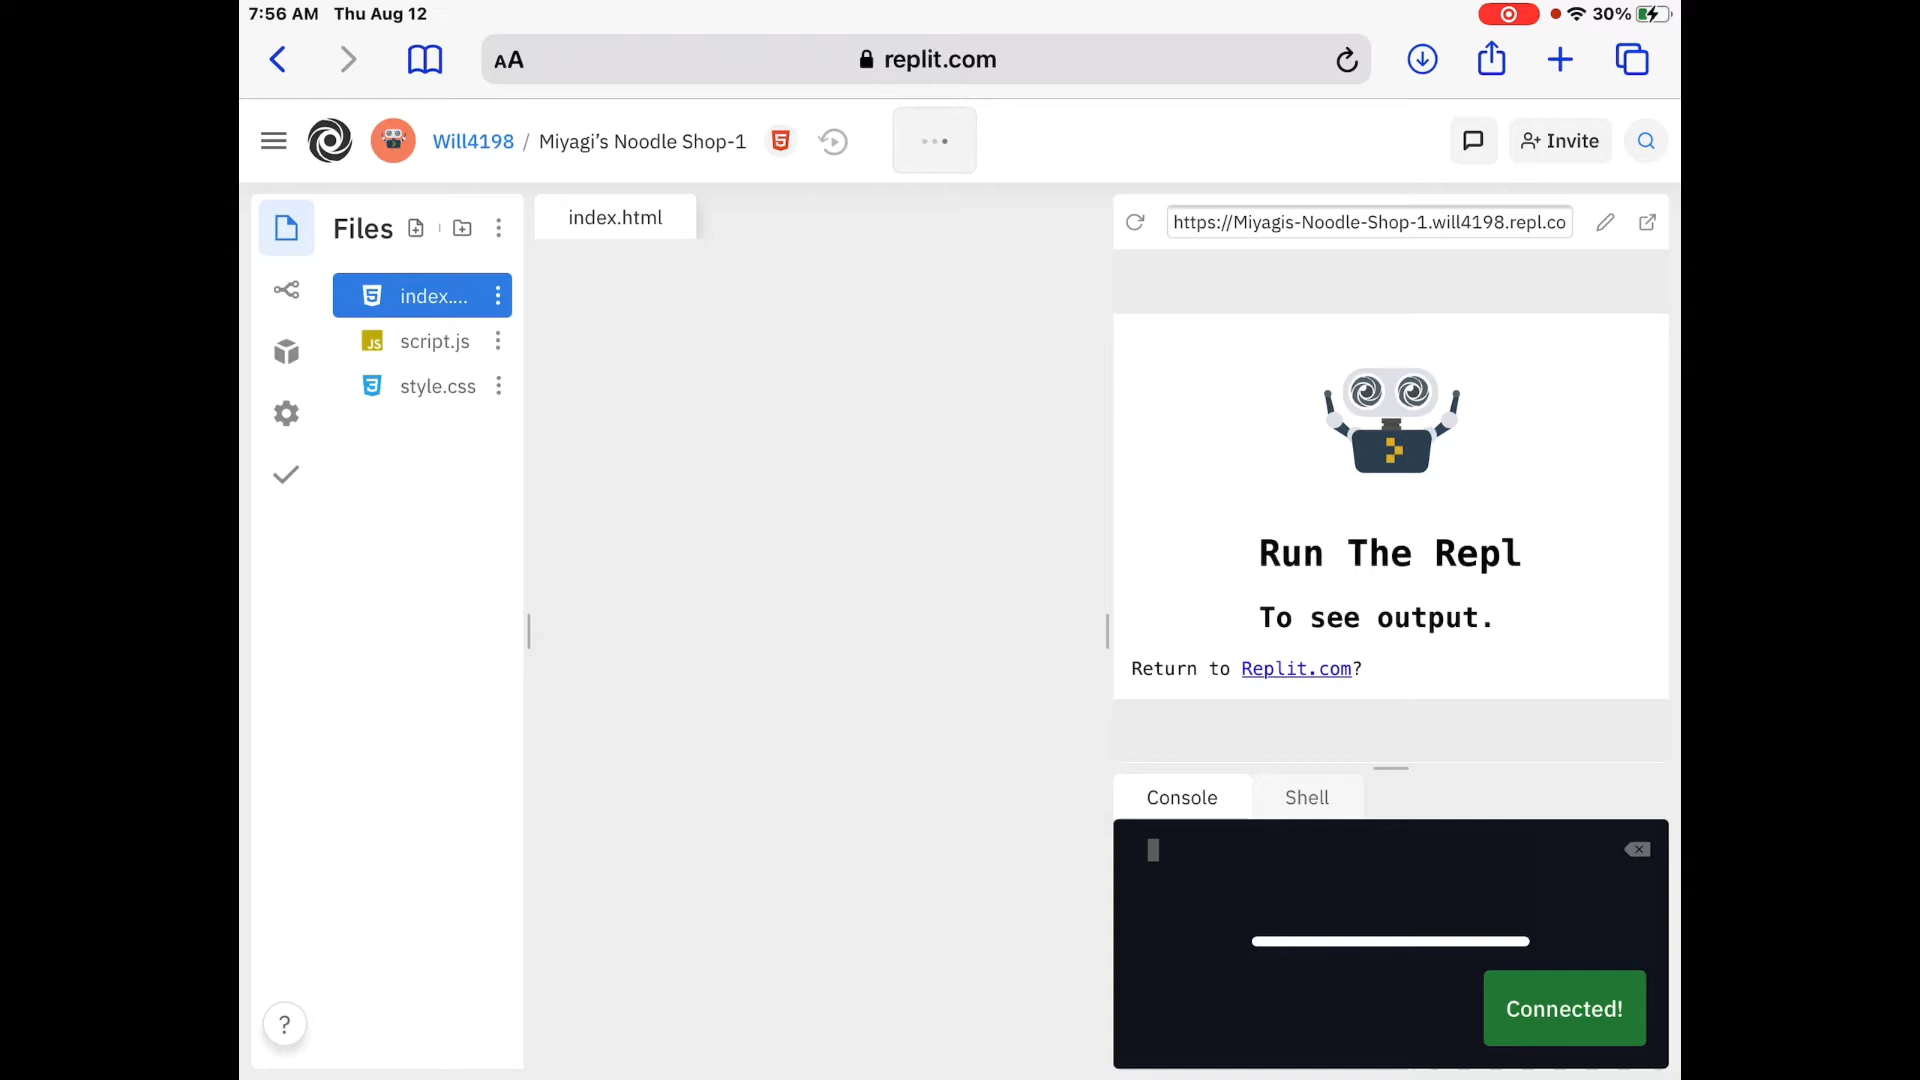 7:56 AM Thu Aug 12
30%
AA replit.com
Will4198 / Miyagi’s Noodle Shop-1
Invite
Files
index....
script.js
style.css
index.html
https://Miyagis-Noodle-Shop-1.will4198.repl.co
Run The Repl
To see output.
Return to Replit.com?
Console Shell
Connected!
?